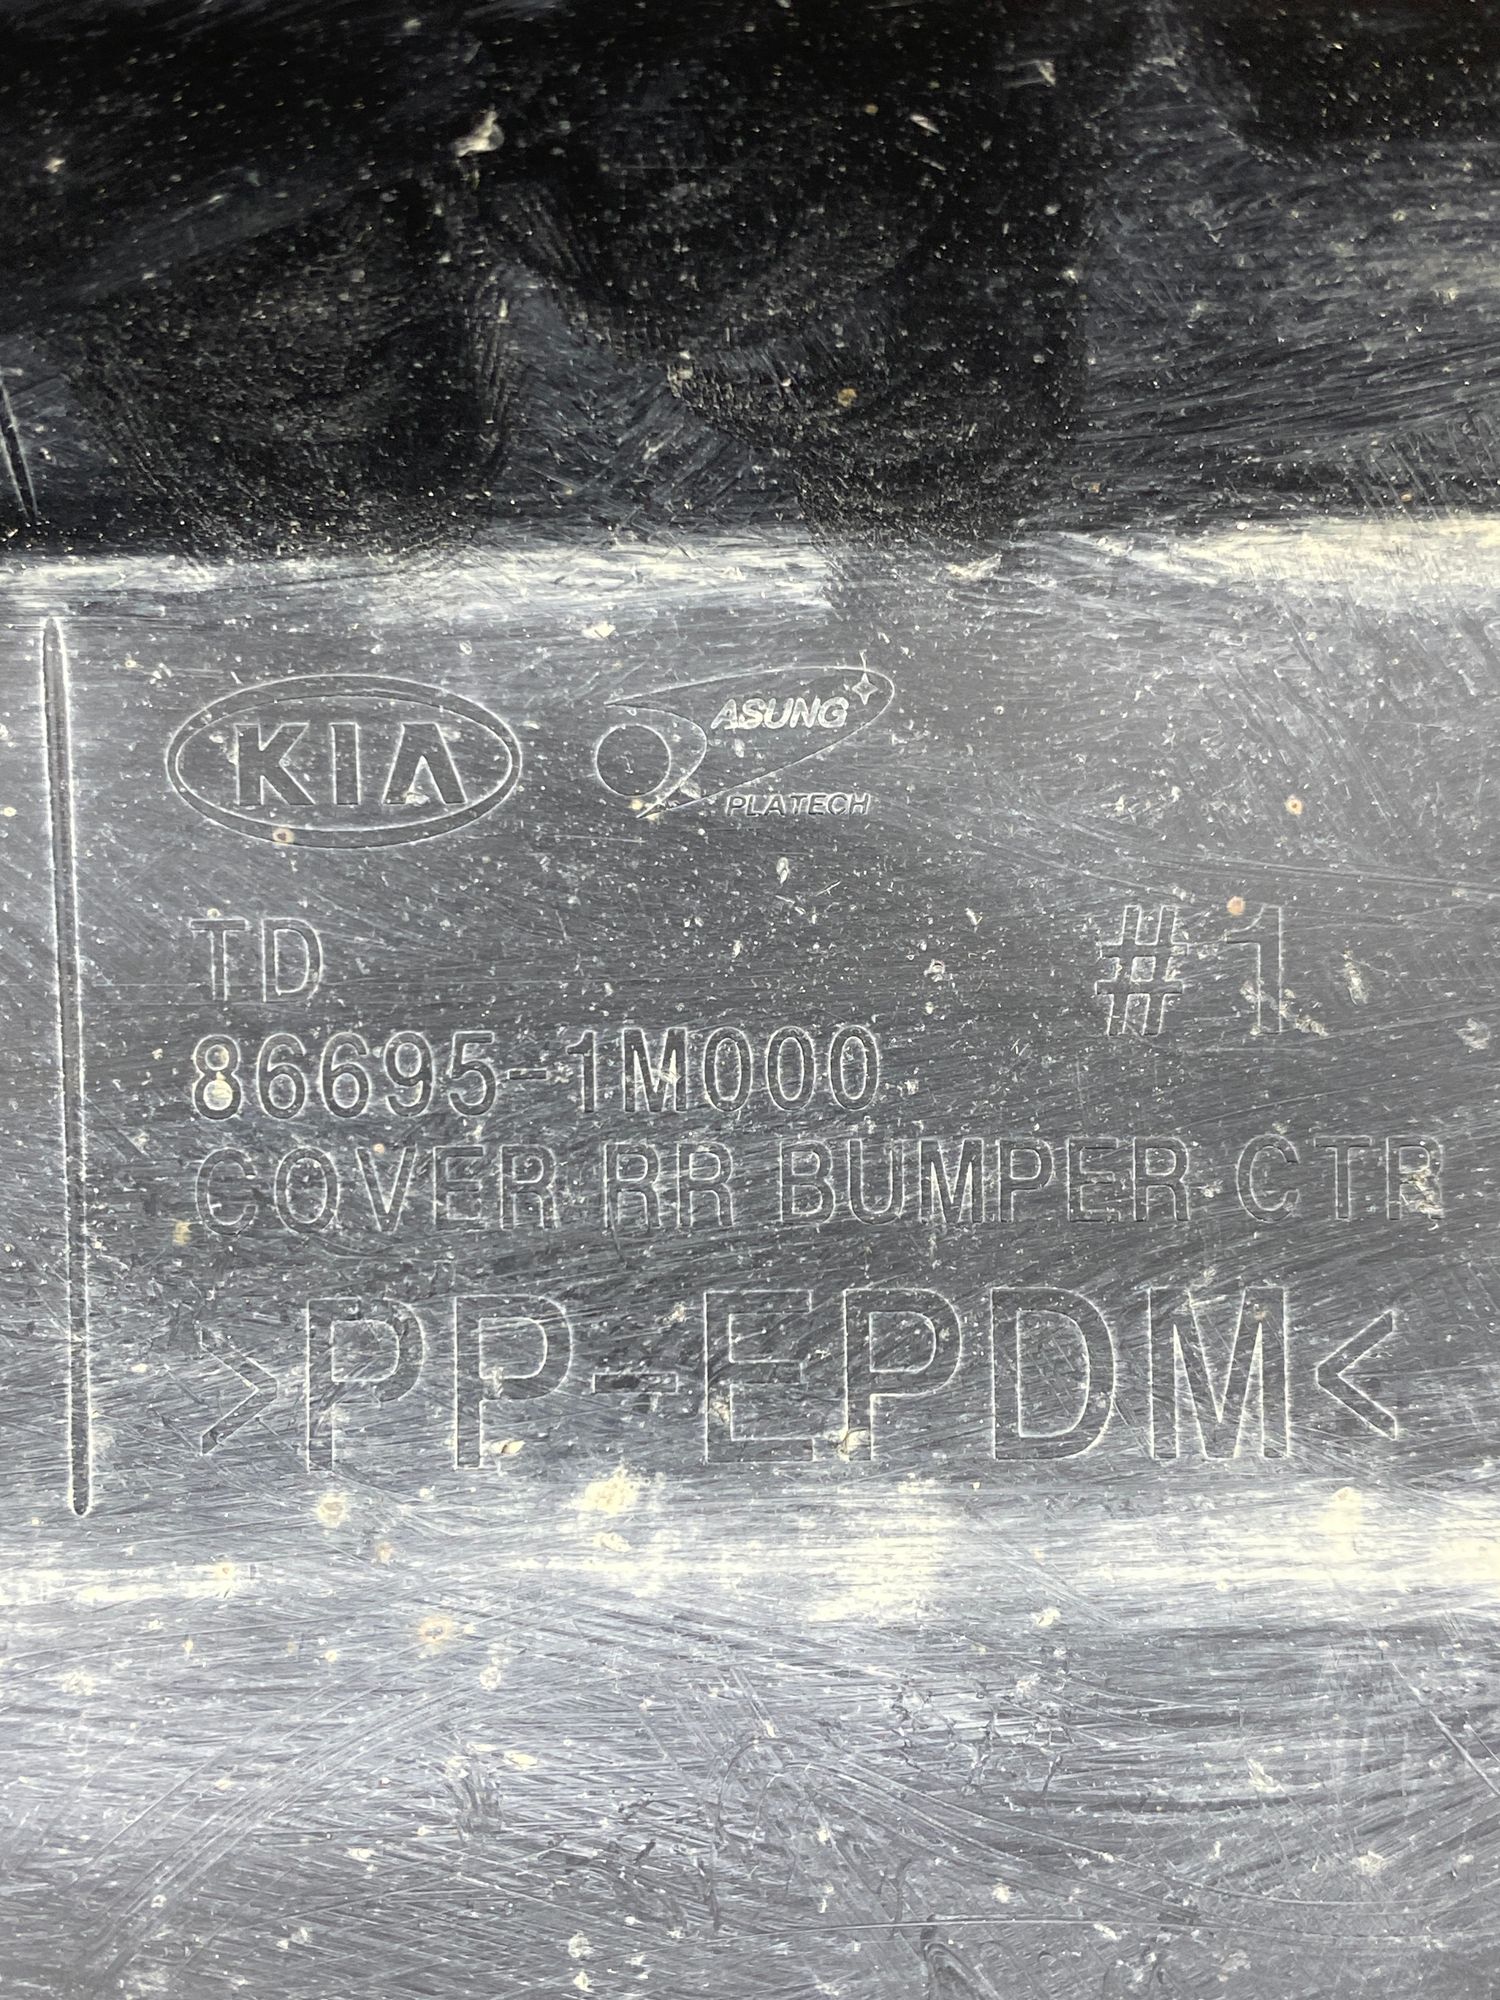 KIA ASUNG
PLATECH
TD #1
86695-1M000
COVER RR BUMPER CTR
>PP-EPDM<